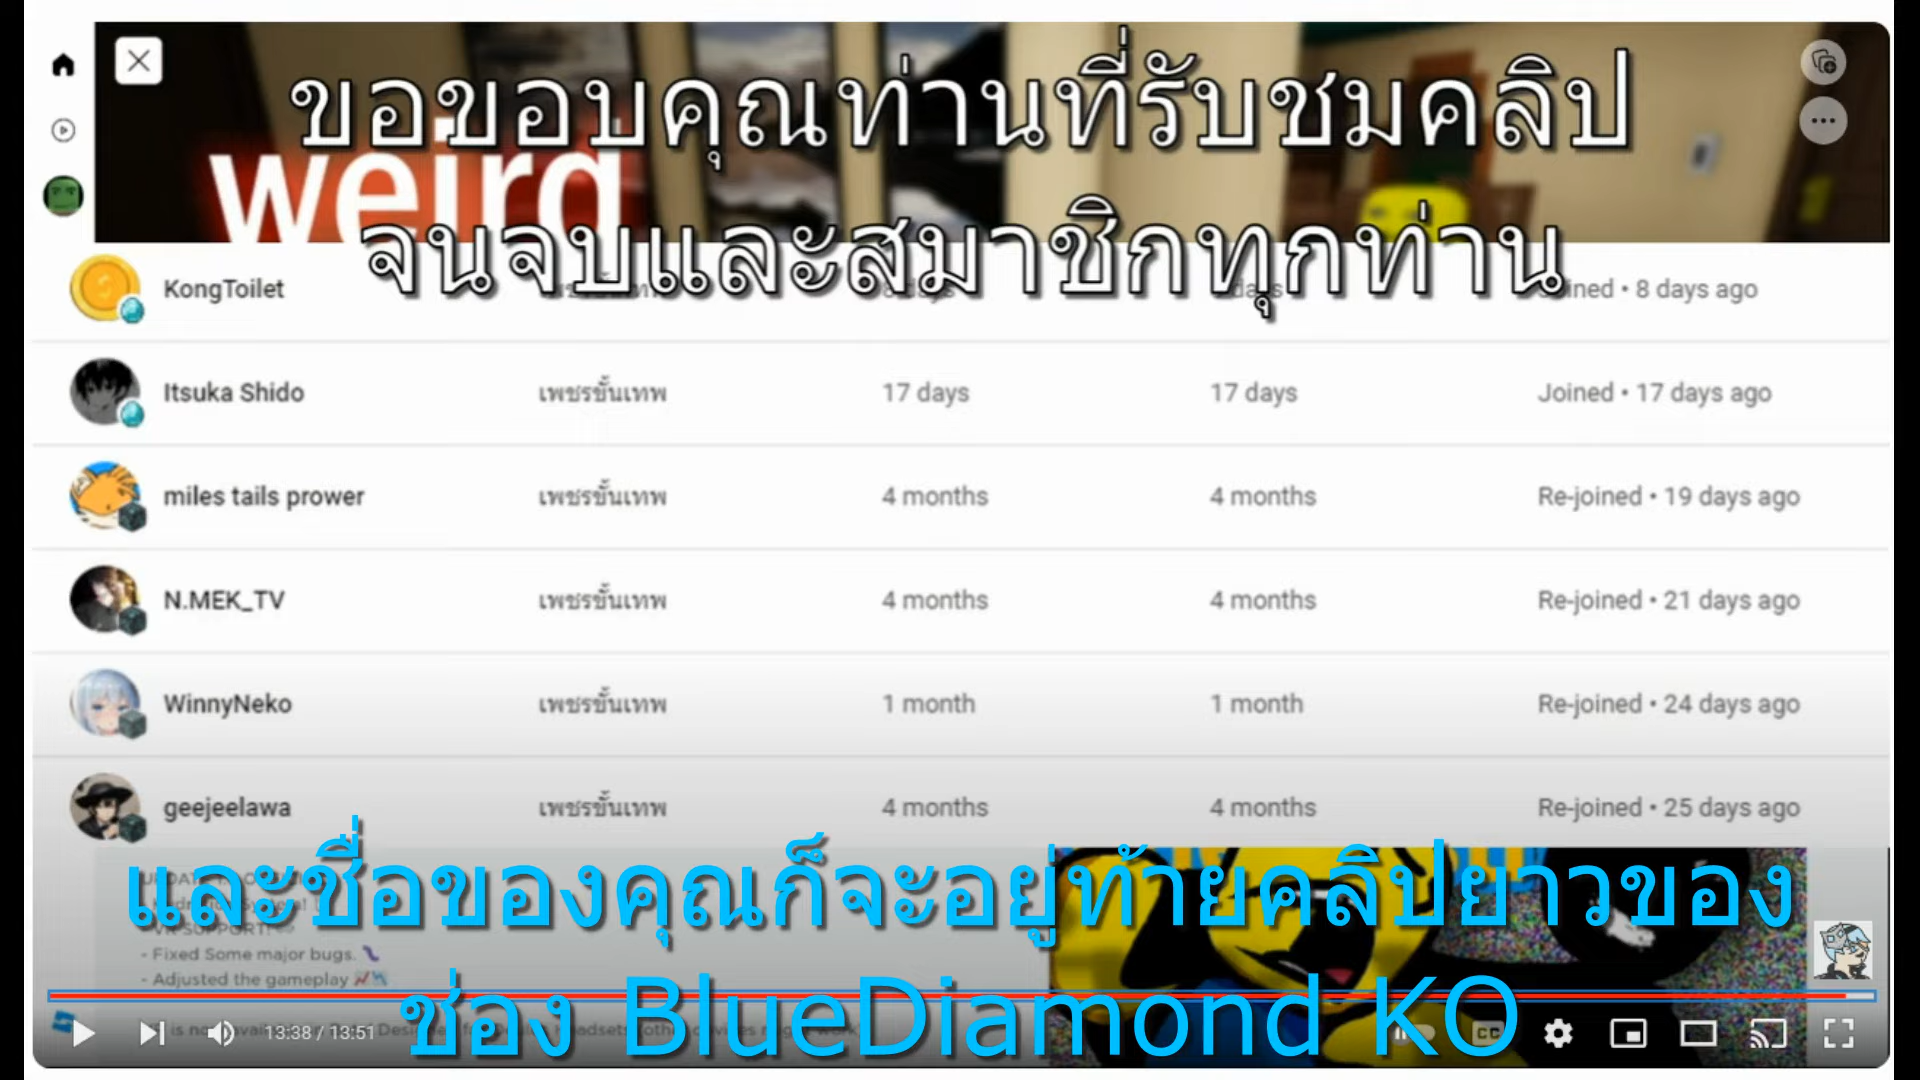 ขอขอบคุณท่านที่รับชมคลิป
weird
จนจบและสมาชิกทุกท่าน
KongToilet Joined • 8 days ago
Itsuka Shido เพชรขั้นเทพ 17 days 17 days Joined • 17 days ago
miles tails prower เพชรขั้นเทพ 4 months 4 months Re-joined • 19 days ago
N.MEK_TV เพชรขั้นเทพ 4 months 4 months Re-joined • 21 days ago
WinnyNeko เพชรขั้นเทพ 1 month 1 month Re-joined • 24 days ago
geejeelawa เพชรขั้นเทพ 4 months 4 months Re-joined • 25 days ago
และชื่อของคุณก็จะอยู่ท้ายคลิปยาวของ
VR SUPPORT!
- Fixed Some major bugs.
- Adjusted the gameplay
ช่อง BlueDiamond KO
13:38 / 13:51
CC